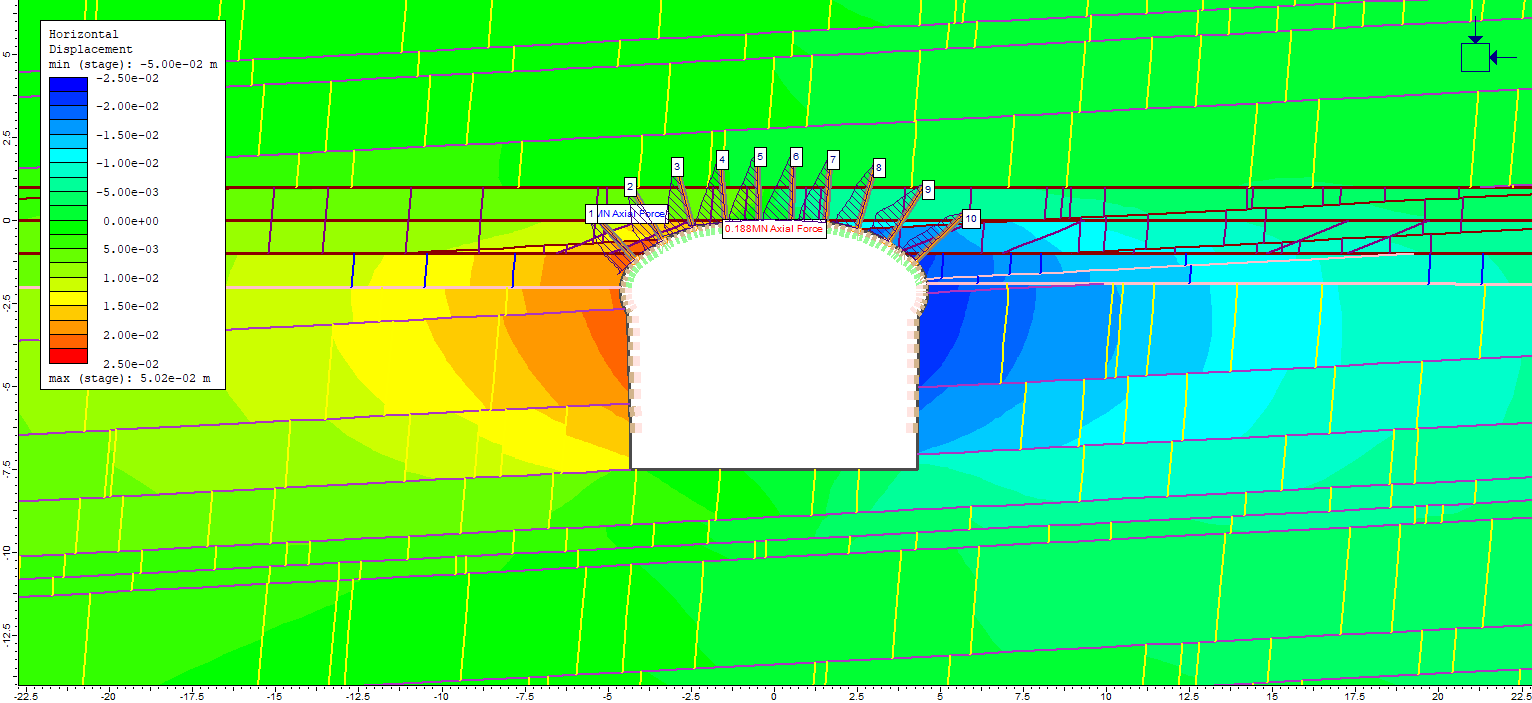 Horizontal
Displacement
min (stage): -5.00e-02 m
-2.50e-02
-2.00e-02
-1.50e-02
-1.00e-02
-5.00e-03
0.00e+00
5.00e-03
1.00e-02
1.50e-02
2.00e-02
2.50e-02
max (stage): 5.02e-02 m
2
3
4
5
6
7
8
9
10
1 MN Axial Force
0.188MN Axial Force
5
2.5
0
-2.5
-5
-7.5
-10
-12.5
-22.5 -20 -17.5 -15 -12.5 -10 -7.5 -5 -2.5 0 2.5 5 7.5 10 12.5 15 17.5 20 22.5